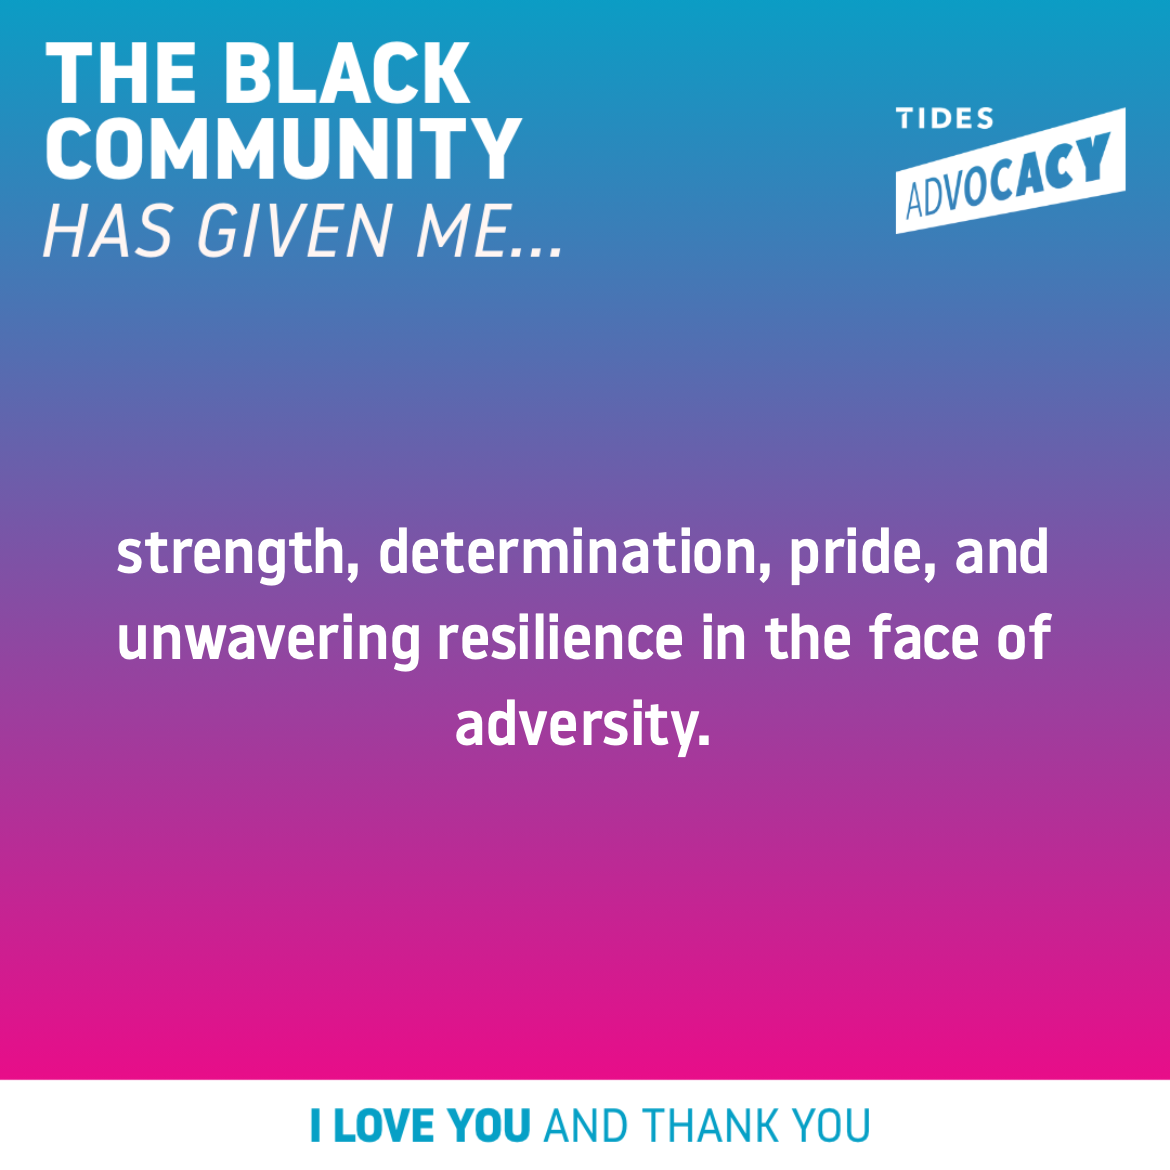 THE BLACK
COMMUNITY
HAS GIVEN ME...
TIDES
ADVOCACY
strength, determination, pride, and
unwavering resilience in the face of
adversity.
I LOVE YOU AND THANK YOU